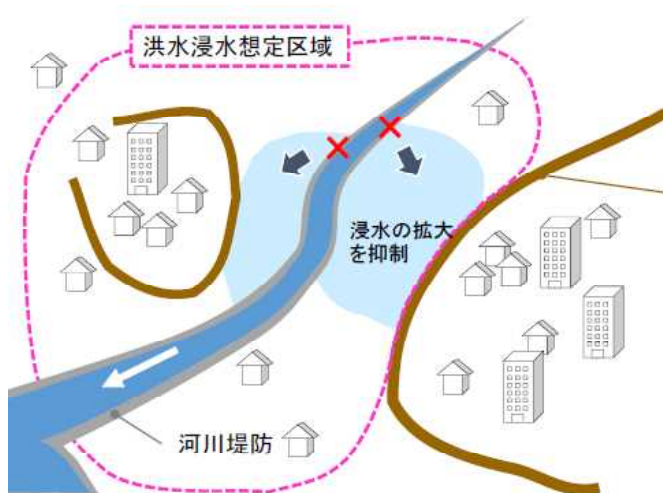 洪水浸水想定区域
浸水の拡大
を抑制
河川堤防